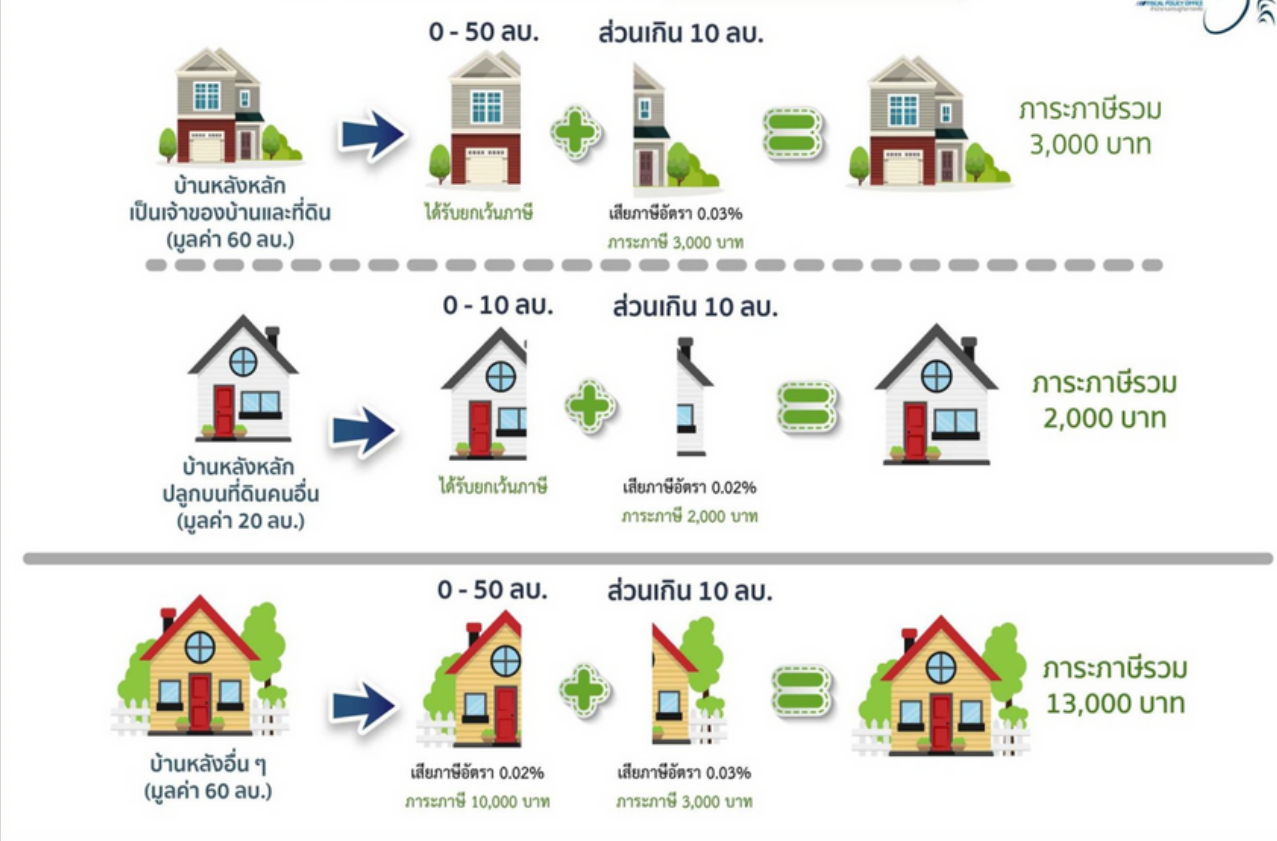 FISCAL POLICY OFFICE
0 - 50 ลบ.
ส่วนเกิน 10 ลบ.
บ้านหลังหลัก
เป็นเจ้าของบ้านและที่ดิน
(มูลค่า 60 ลบ.)
ได้รับยกเว้นภาษี
เสียภาษีอัตรา 0.03%
ภาระภาษี 3,000 บาท
ภาระภาษีรวม
3,000 บาท
0 - 10 ลบ.
ส่วนเกิน 10 ลบ.
บ้านหลังหลัก
ปลูกบนที่ดินคนอื่น
(มูลค่า 20 ลบ.)
ได้รับยกเว้นภาษี
เสียภาษีอัตรา 0.02%
ภาระภาษี 2,000 บาท
ภาระภาษีรวม
2,000 บาท
0 - 50 ลบ.
ส่วนเกิน 10 ลบ.
บ้านหลังอื่น ๆ
(มูลค่า 60 ลบ.)
เสียภาษีอัตรา 0.02%
ภาระภาษี 10,000 บาท
เสียภาษีอัตรา 0.03%
ภาระภาษี 3,000 บาท
ภาระภาษีรวม
13,000 บาท